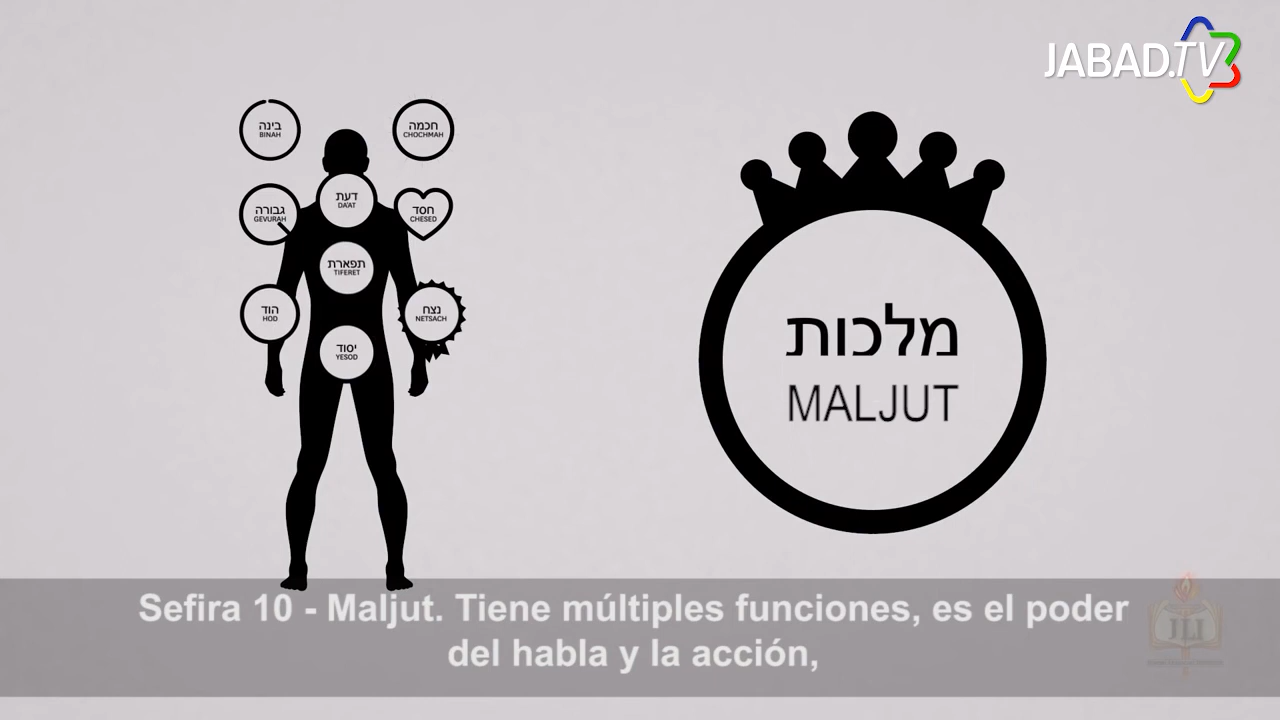 JABAD.TV
בינה
BINAH
חכמה
CHOCHMAH
דעת
DA'AT
גבורה
GEVURAH
חסד
CHESED
תפארת
TIFERET
הוד
HOD
נצח
NETSACH
יסוד
YESOD
מלכות
MALJUT
Sefira 10 - Maljut. Tiene múltiples funciones, es el poder
del habla y la acción,
JLI